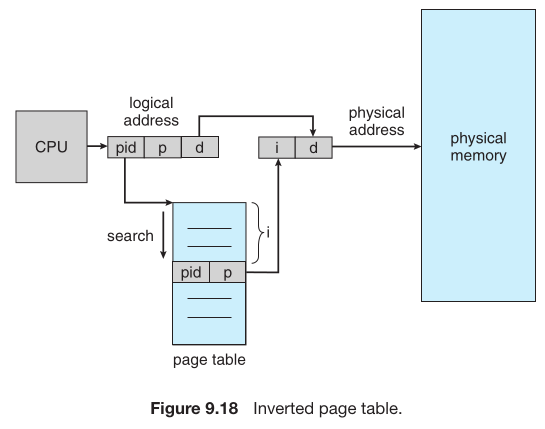 logical
address
physical
address
CPU
pid p d
i d
physical
memory
search
i
pid p
page table
Figure 9.18 Inverted page table.